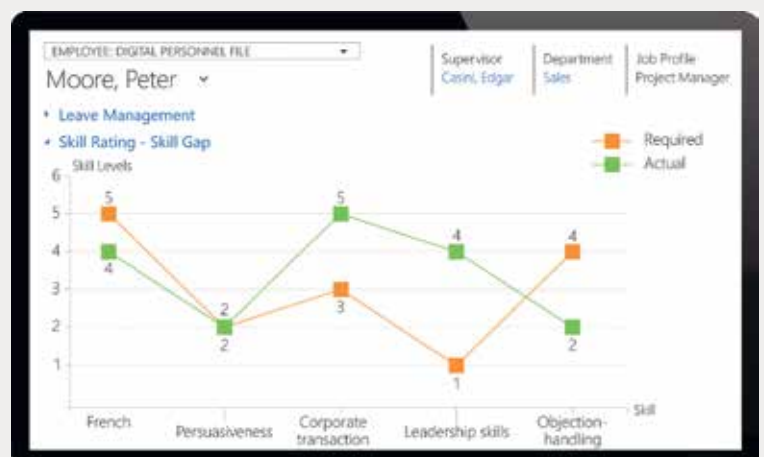 EMPLOYEE: DIGITAL PERSONNEL FILE
Moore, Peter
Supervisor
Casini, Edgar
Department
Sales
Job Profile
Project Manager
Leave Management
Skill Rating - Skill Gap
Required
Actual
Skill Levels
6
5
4
3
2
1
5
4
2
2
5
3
4
1
4
2
Skill
French
Persuasiveness
Corporate
transaction
Leadership skills
Objection-
handling